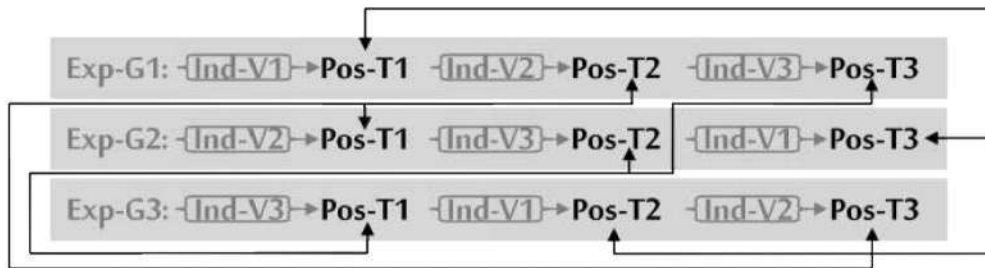 Exp-G1: Ind-V1 Pos-T1 Ind-V2 Pos-T2 Ind-V3 Pos-T3
Exp-G2: Ind-V2 Pos-T1 Ind-V3 Pos-T2 Ind-V1 Pos-T3
Exp-G3: Ind-V3 Pos-T1 Ind-V1 Pos-T2 Ind-V2 Pos-T3